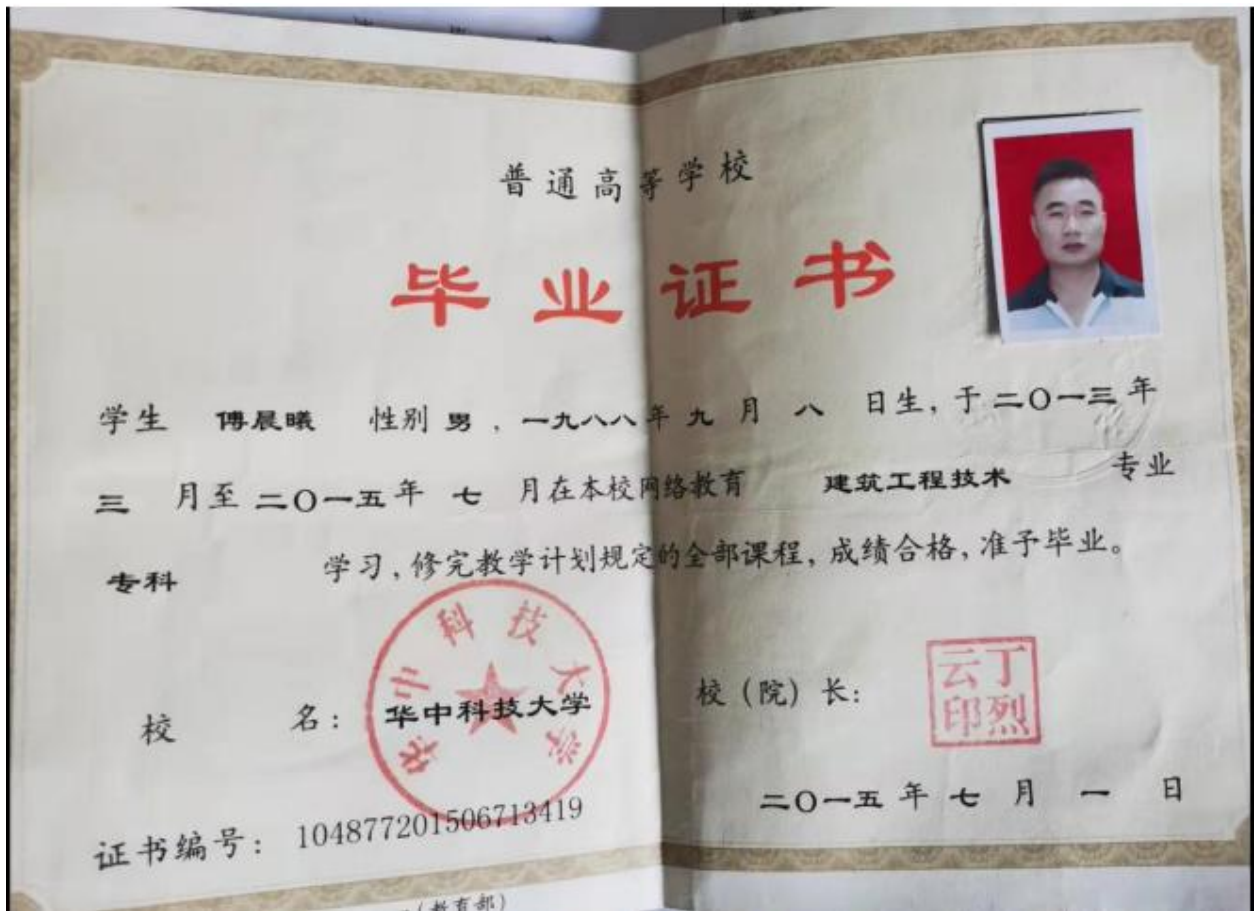 普通高等学校
毕业证书
学生 傅晨曦 性别 男，一九八八年 九 月 八 日生，于 二〇一三 年
三 月至 二〇一五 年 七 月在本校网络教育 建筑工程技术 专业
专科 学习，修完教学计划规定的全部课程，成绩合格，准予毕业。
华中科技大学
校 名： 华中科技大学
校（院）长：
丁烈云印
二〇一五 年 七 月 一 日
证书编号： 104877201506713419
（教育部）